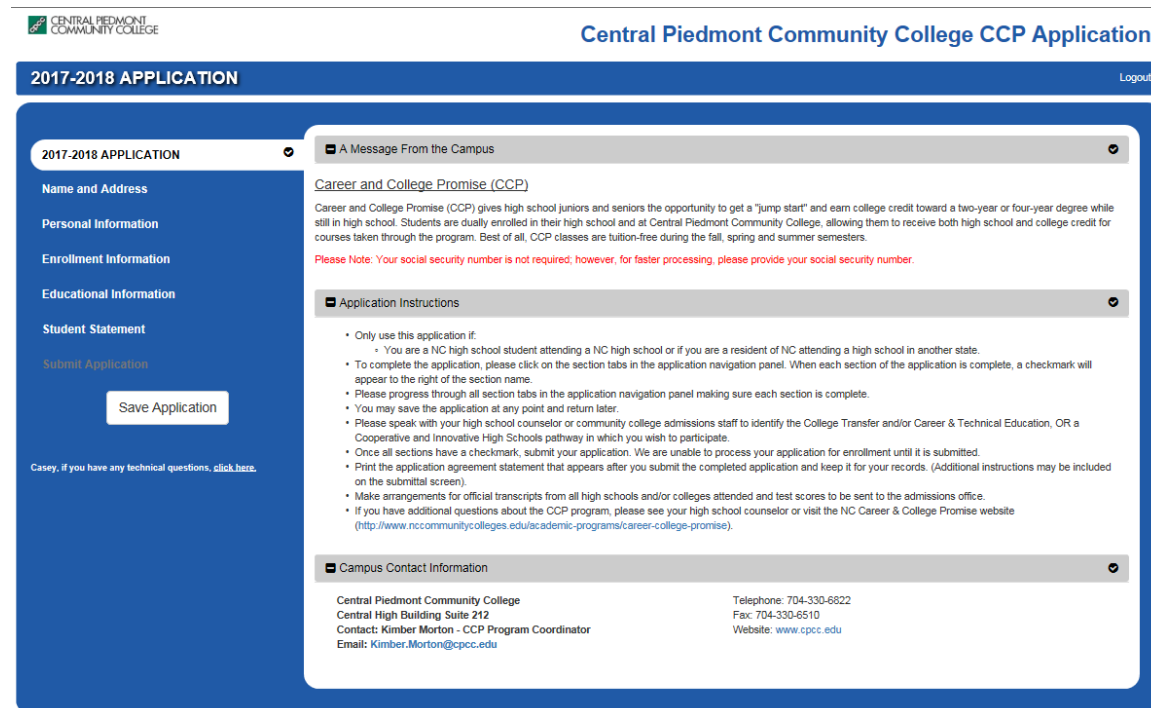 CENTRAL PIEDMONT
COMMUNITY COLLEGE
Central Piedmont Community College CCP Application
2017-2018 APPLICATION
Logout
2017-2018 APPLICATION
Name and Address
Personal Information
Enrollment Information
Educational Information
Student Statement
Submit Application
Save Application
Casey, if you have any technical questions, click here.
A Message From the Campus
Career and College Promise (CCP)
Career and College Promise (CCP) gives high school juniors and seniors the opportunity to get a "jump start" and earn college credit toward a two-year or four-year degree while
still in high school. Students are dually enrolled in their high school and at Central Piedmont Community College, allowing them to receive both high school and college credit for
courses taken through the program. Best of all, CCP classes are tuition-free during the fall, spring and summer semesters.
Please Note: Your social security number is not required; however, for faster processing, please provide your social security number.
Application Instructions
• Only use this application if:
◦ You are a NC high school student attending a NC high school or if you are a resident of NC attending a high school in another state.
• To complete the application, please click on the section tabs in the application navigation panel. When each section of the application is complete, a checkmark will
appear to the right of the section name.
• Please progress through all section tabs in the application navigation panel making sure each section is complete.
• You may save the application at any point and return later.
• Please speak with your high school counselor or community college admissions staff to identify the College Transfer and/or Career & Technical Education, OR a
Cooperative and Innovative High Schools pathway in which you wish to participate.
• Once all sections have a checkmark, submit your application. We are unable to process your application for enrollment until it is submitted.
• Print the application agreement statement that appears after you submit the completed application and keep it for your records. (Additional instructions may be included
on the submittal screen).
• Make arrangements for official transcripts from all high schools and/or colleges attended and test scores to be sent to the admissions office.
• If you have additional questions about the CCP program, please see your high school counselor or visit the NC Career & College Promise website
(http://www.nccommunitycolleges.edu/academic-programs/career-college-promise).
Campus Contact Information
Central Piedmont Community College
Central High Building Suite 212
Contact: Kimber Morton - CCP Program Coordinator
Email: Kimber.Morton@cpcc.edu
Telephone: 704-330-6822
Fax: 704-330-6510
Website: www.cpcc.edu